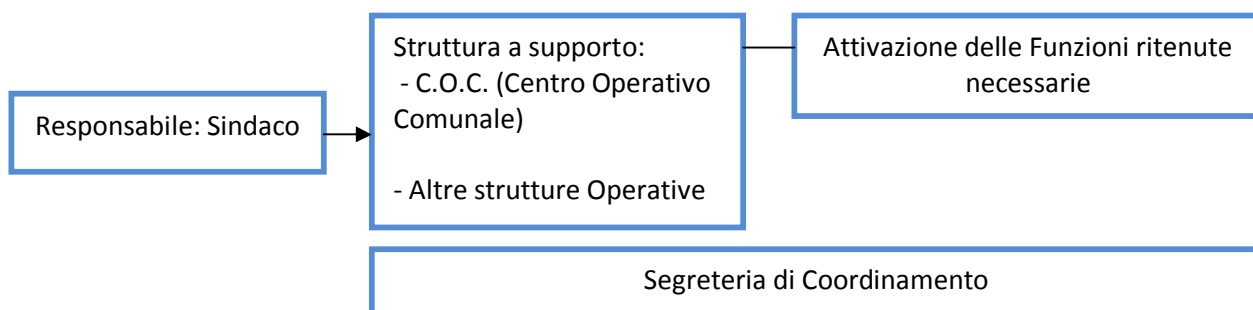 Responsabile: Sindaco
Struttura a supporto:
- C.O.C. (Centro Operativo
Comunale)
- Altre strutture Operative
Attivazione delle Funzioni ritenute
necessarie
Segreteria di Coordinamento